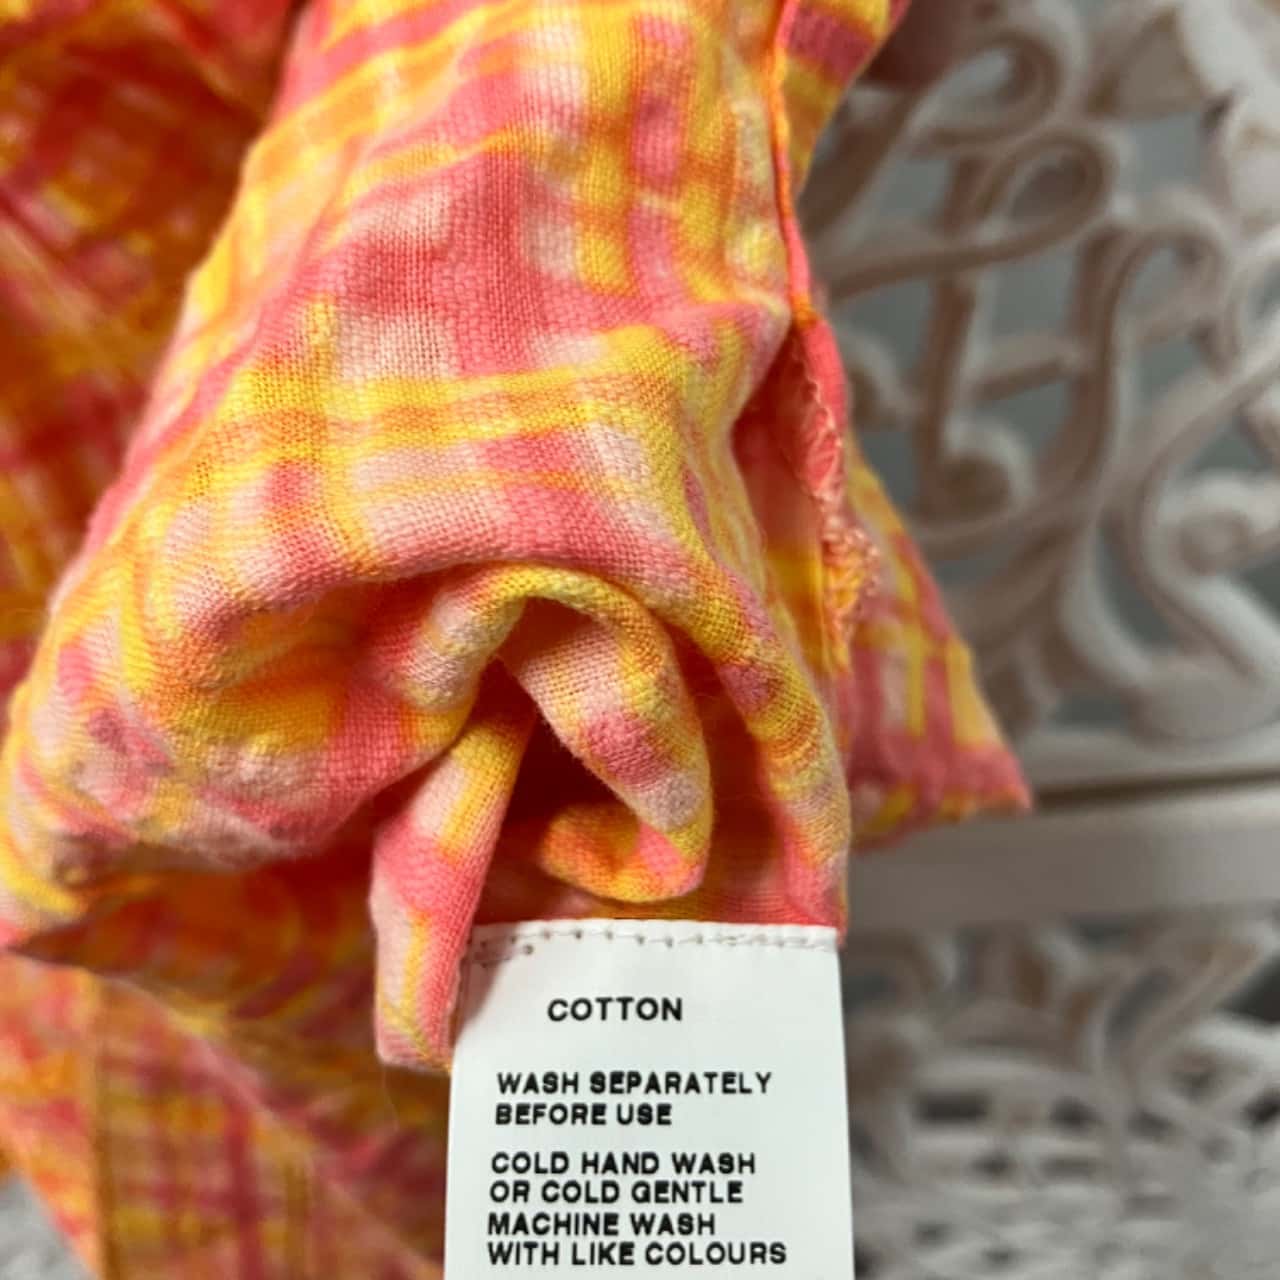 COTTON
WASH SEPARATELY
BEFORE USE
COLD HAND WASH
OR COLD GENTLE
MACHINE WASH
WITH LIKE COLOURS